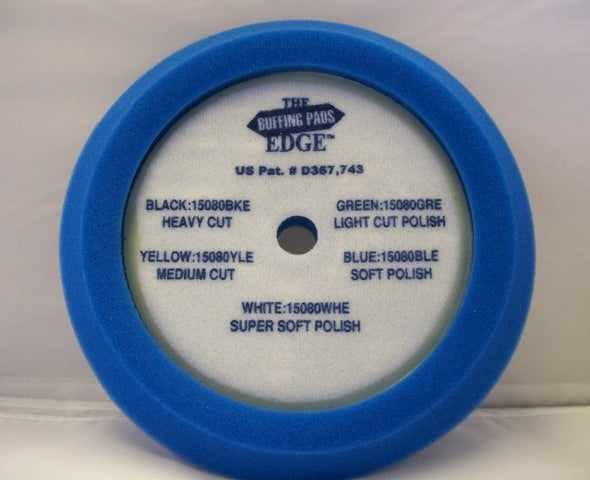 THE
BUFFING PADS
EDGE™
US Pat. # D367,743
BLACK:15080BKE GREEN:15080GRE
HEAVY CUT LIGHT CUT POLISH
YELLOW:15080YLE BLUE:15080BLE
MEDIUM CUT SOFT POLISH
WHITE:15080WHE
SUPER SOFT POLISH